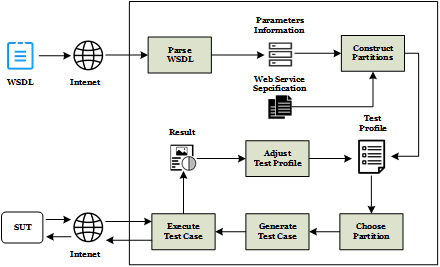 Parameters
Information
Parse
WSDL
Construct
Partitions
WSDL
Intenet
Web Service
Sepcification
Test
Profile
Result
Adjust
Test Profile
SUT
Intenet
Execute
Test Case
Generate
Test Case
Choose
Partition